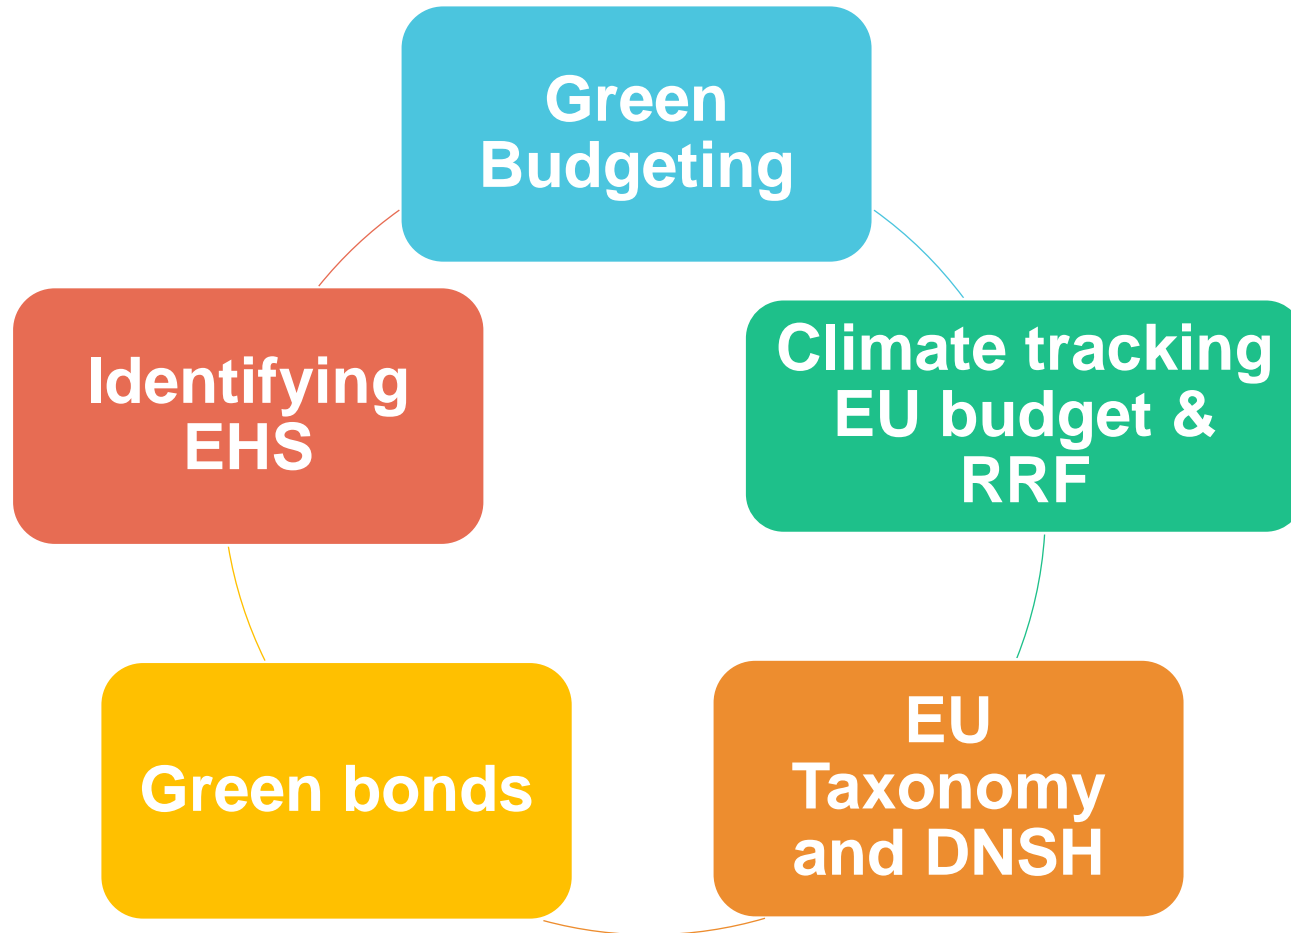 Green
Budgeting
Climate tracking
EU budget &
RRF
EU
Taxonomy
and DNSH
Green bonds
Identifying
EHS